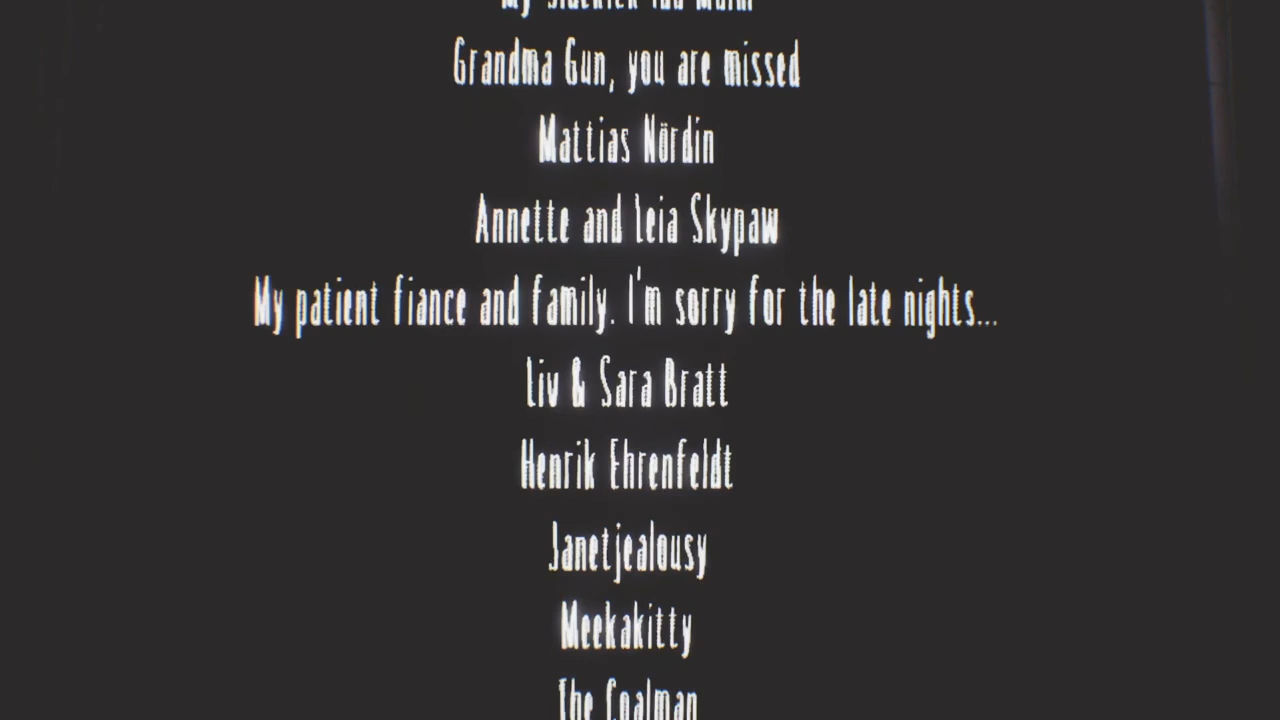 My
Grandma Gun, you are missed
Mattias Nördin
Annette and Leia Skypaw
My patient fiance and family. I'm sorry for the late nights...
Liv & Sara Bratt
Henrik Ehrenfeldt
Janetjealousy
Meekakitty
The Coalman